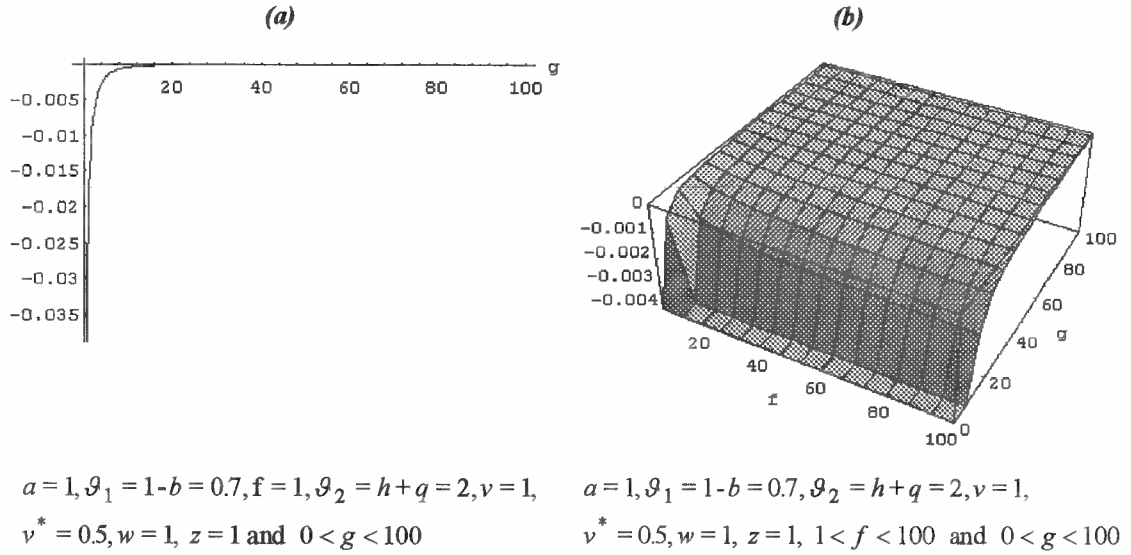 (a)
(b)
g
20 40 60 80 100
-0.005
-0.01
-0.015
-0.02
-0.025
-0.03
-0.035
0
-0.001
-0.002
-0.003
-0.004
20
40
60
80
100
f
0
20
40
60
80
100
g
a = 1, ϑ₁ = 1-b = 0.7, f = 1, ϑ₂ = h+q = 2, v = 1,
v* = 0.5, w = 1, z = 1 and 0 < g < 100
a = 1, ϑ₁ = 1-b = 0.7, ϑ₂ = h+q = 2, v = 1,
v* = 0.5, w = 1, z = 1, 1 < f < 100 and 0 < g < 100